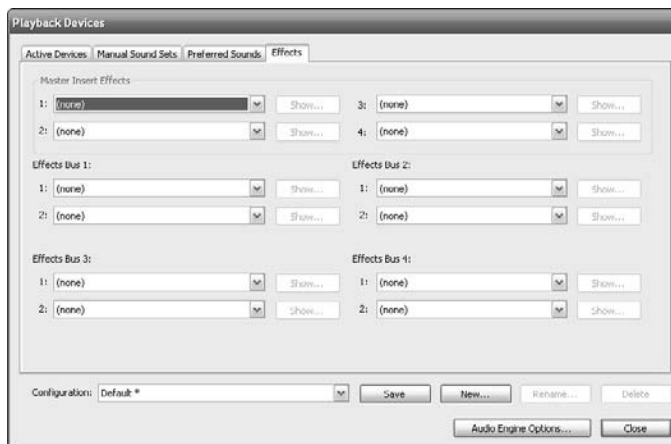 Playback Devices
Active Devices Manual Sound Sets Preferred Sounds Effects
Master Insert Effects
1: (none) Show... 3: (none) Show...
2: (none) Show... 4: (none) Show...
Effects Bus 1: Effects Bus 2:
1: (none) Show... 1: (none) Show...
2: (none) Show... 2: (none) Show...
Effects Bus 3: Effects Bus 4:
1: (none) Show... 1: (none) Show...
2: (none) Show... 2: (none) Show...
Configuration: Default * Save New... Rename... Delete
Audio Engine Options... Close